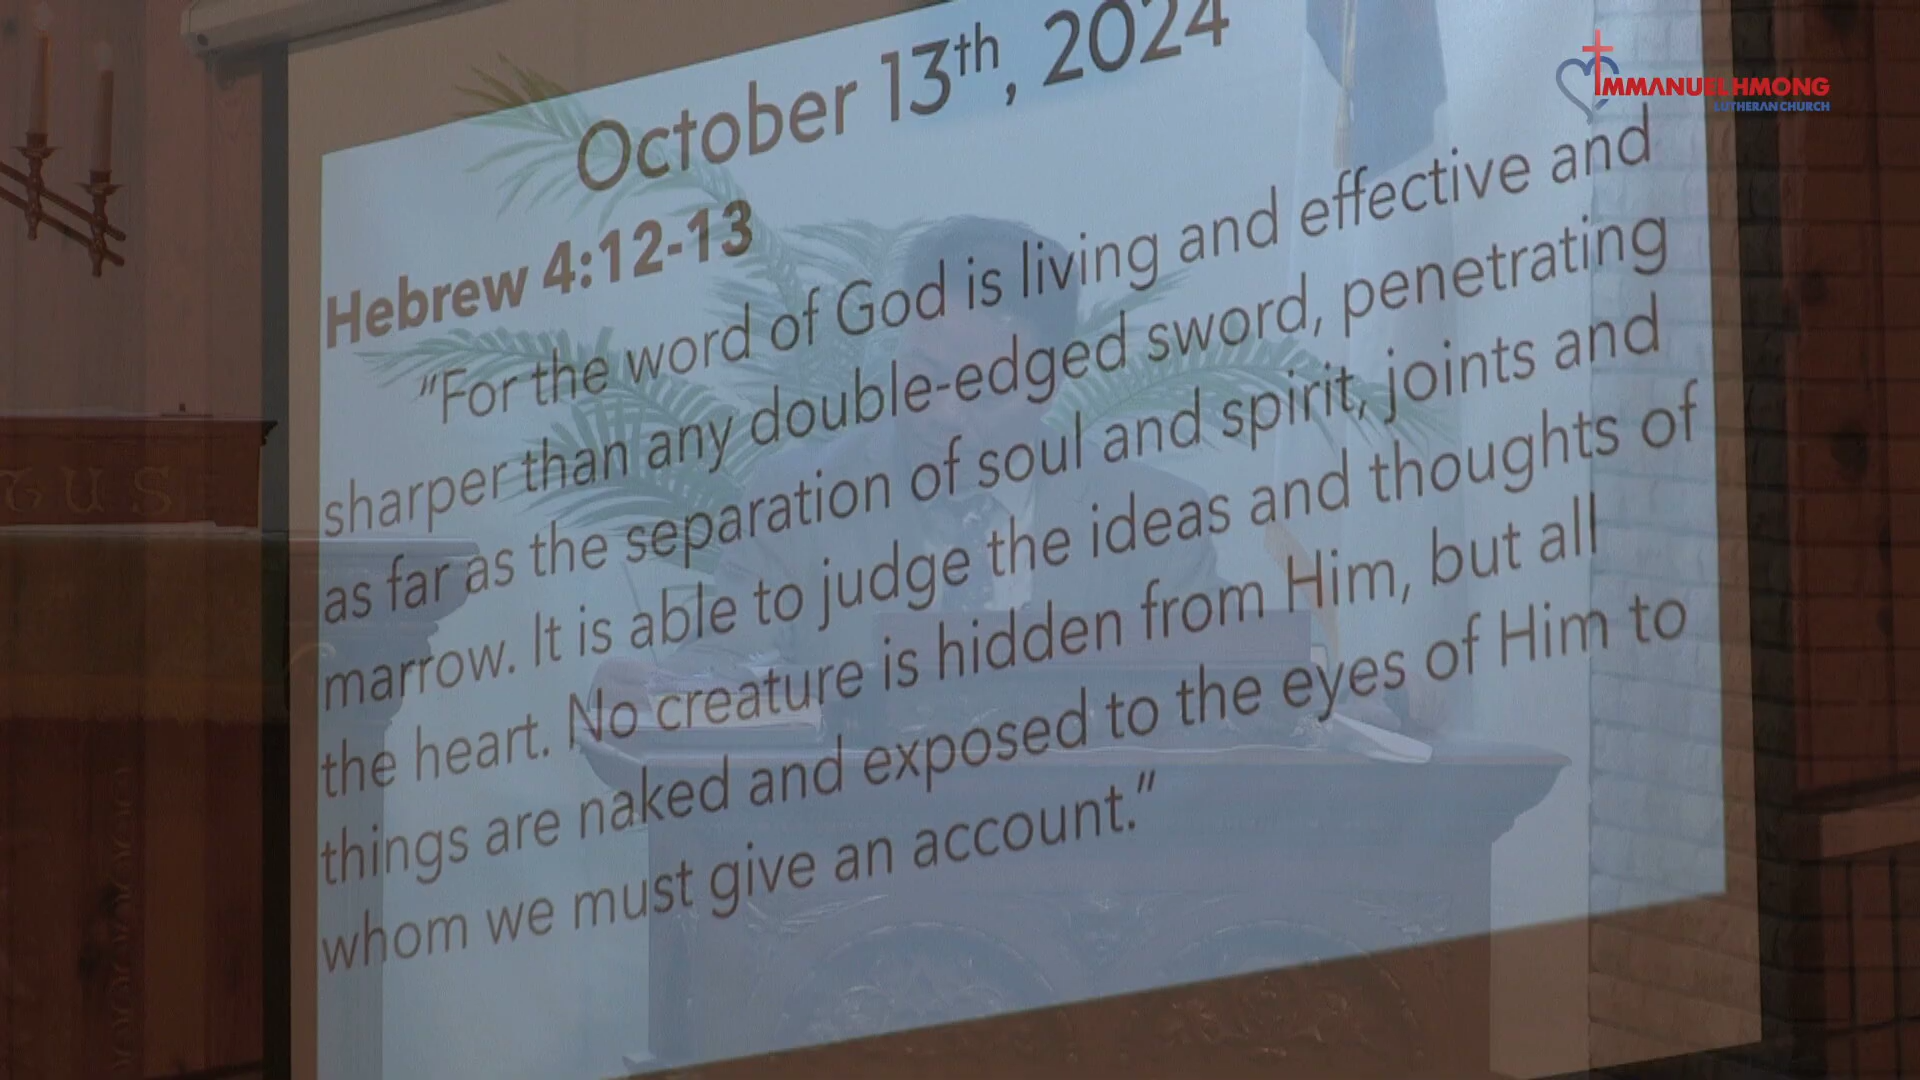 October 13th, 2024
IMMANUEL HMONG
LUTHERAN CHURCH
Hebrew 4:12-13
"For the word of God is living and effective and
sharper than any double-edged sword, penetrating
as far as the separation of soul and spirit, joints and
marrow. It is able to judge the ideas and thoughts of
the heart. No creature is hidden from Him, but all
things are naked and exposed to the eyes of Him to
whom we must give an account."